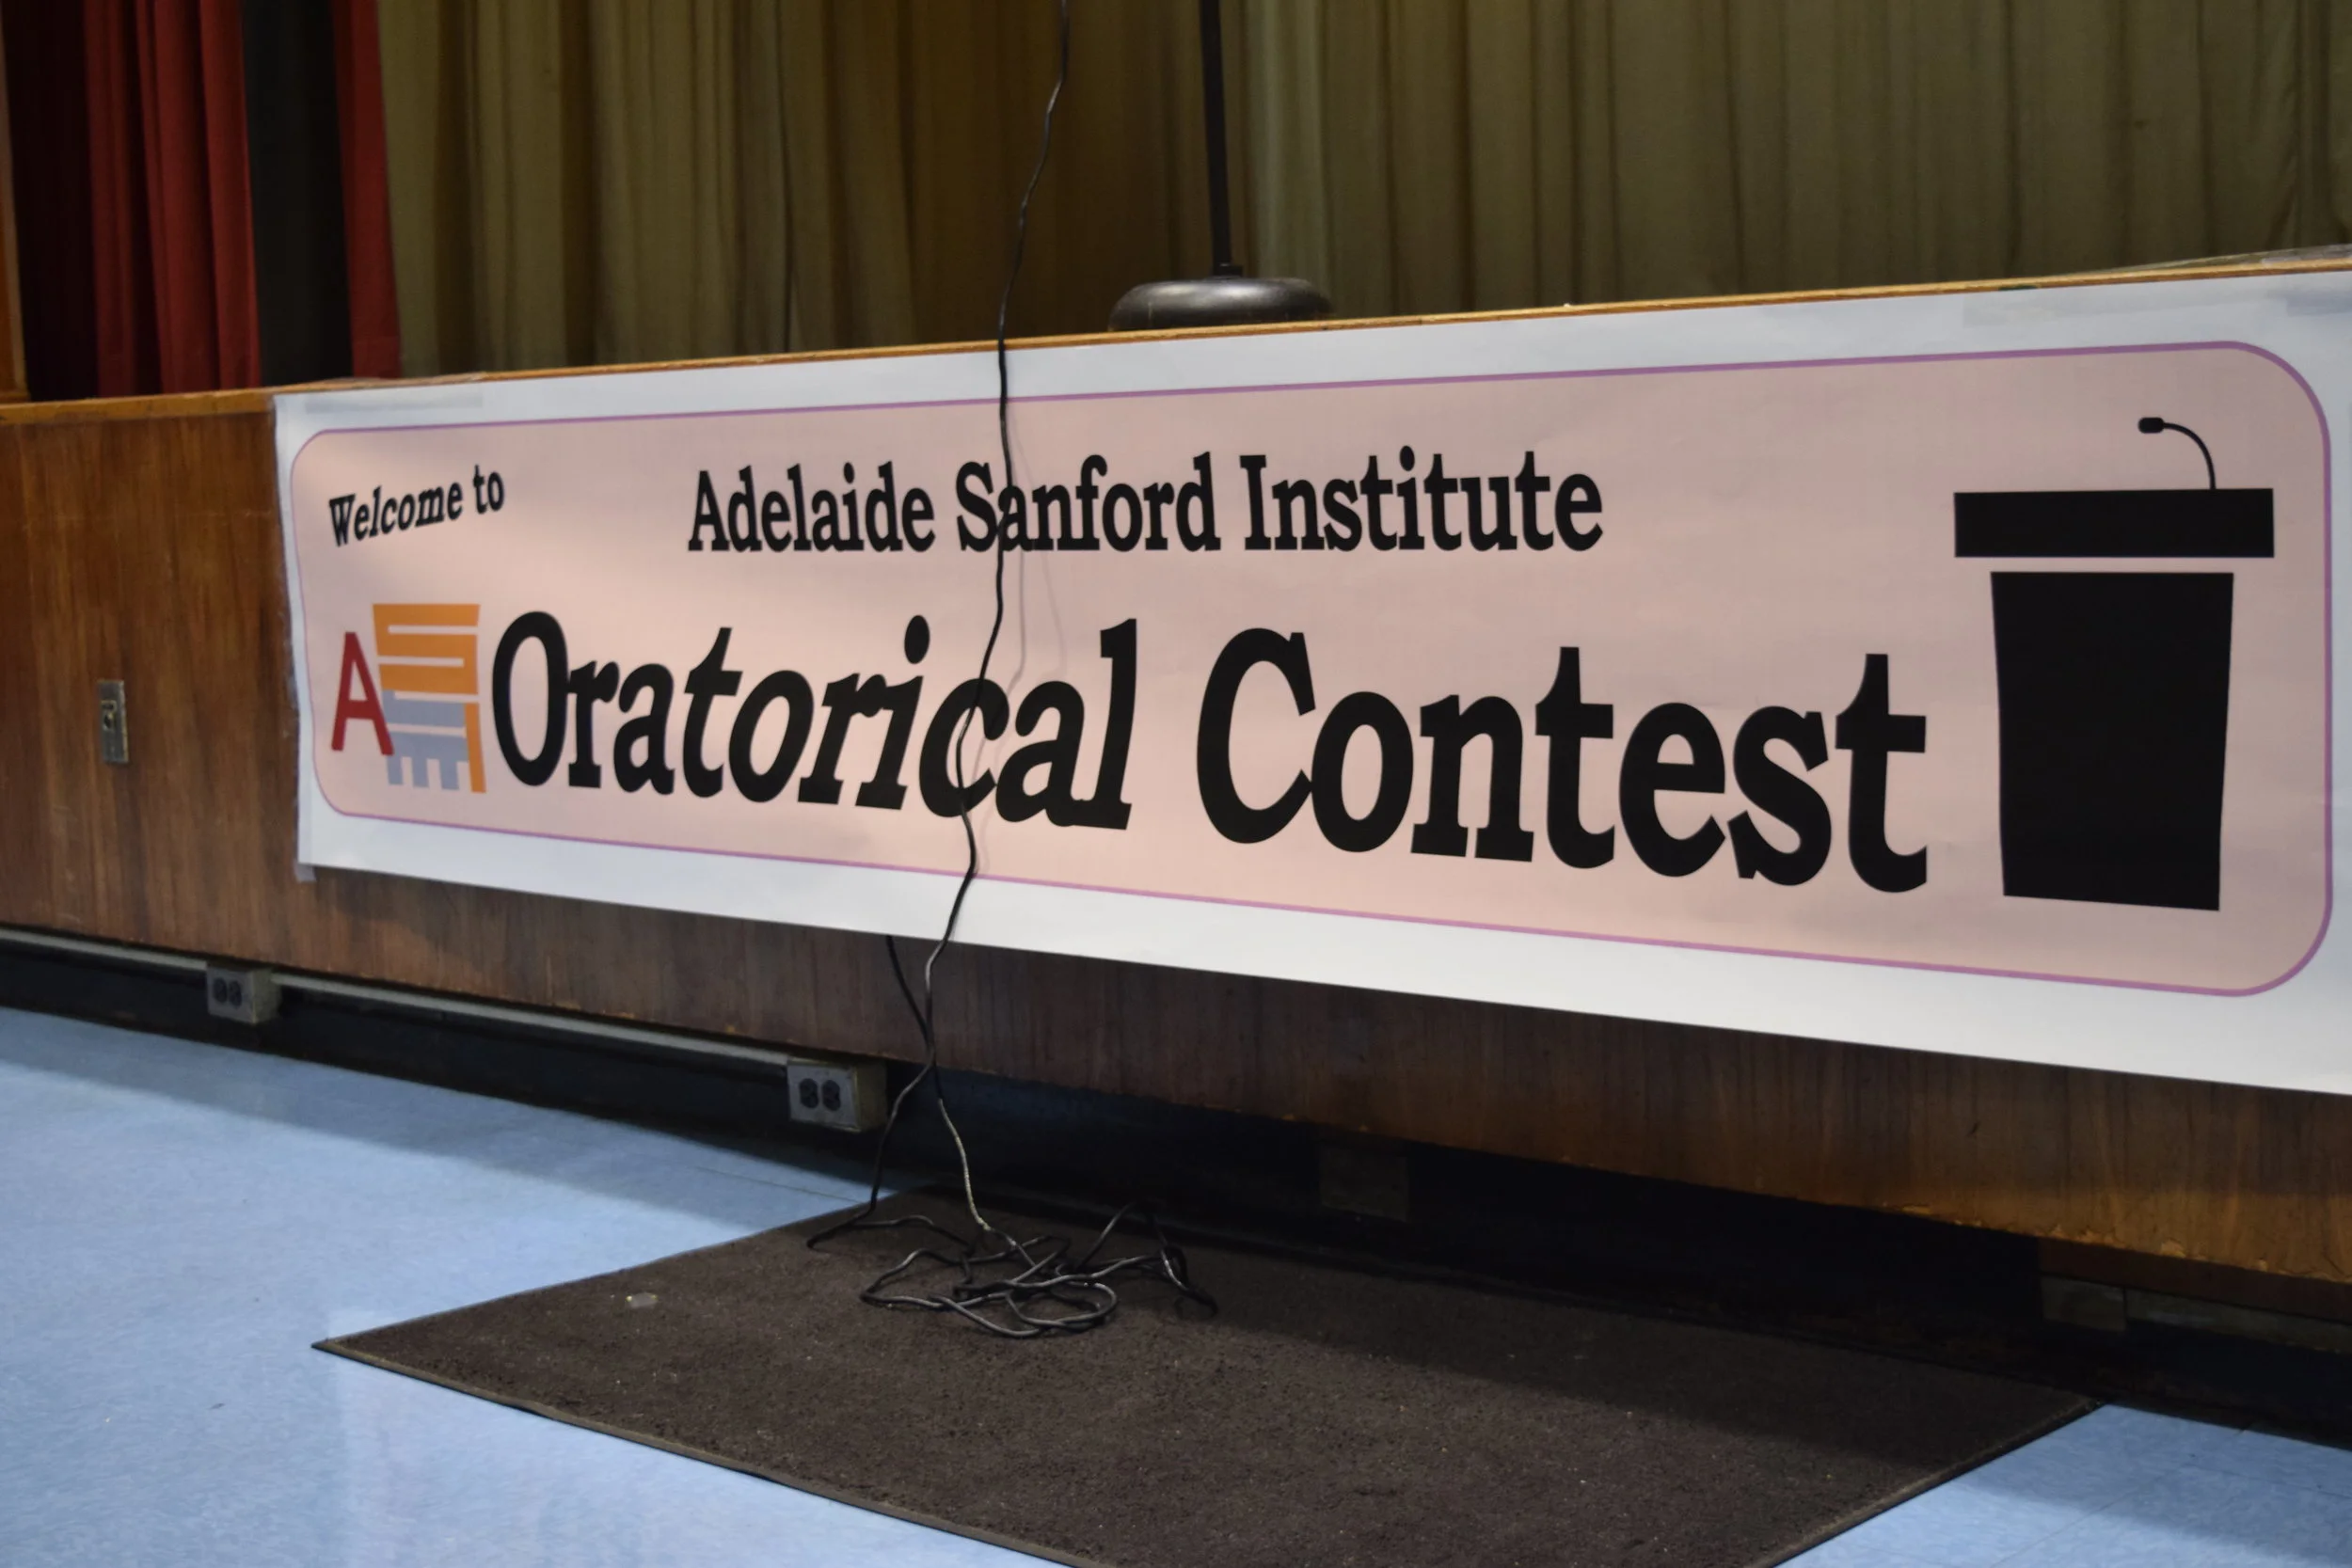 Welcome to
Adelaide Sanford Institute
Oratorical Contest